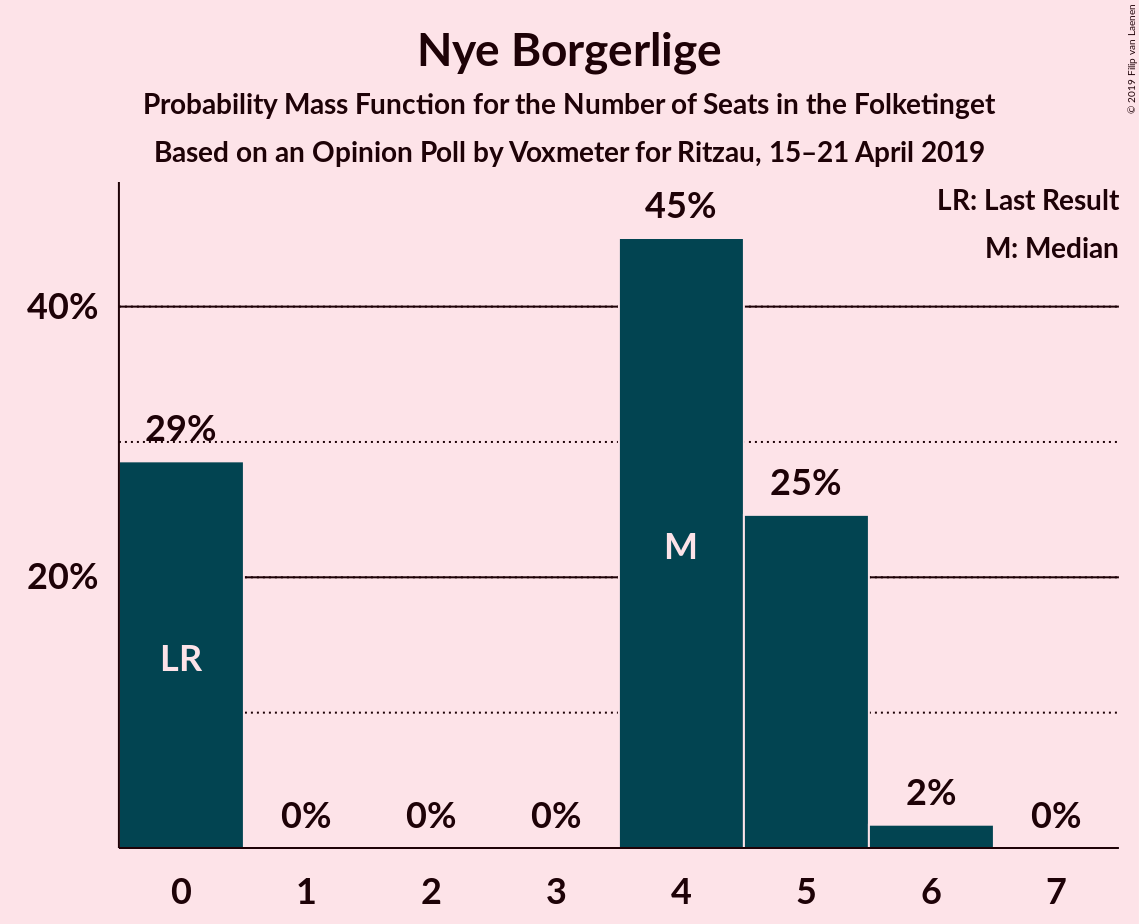 Nye Borgerlige
Probability Mass Function for the Number of Seats in the Folketinget
Based on an Opinion Poll by Voxmeter for Ritzau, 15–21 April 2019
© 2019 Filip van Laenen
LR: Last Result
M: Median
45%
40%
29%
25%
M
20%
LR
2%
0% 0% 0% 0%
0 1 2 3 4 5 6 7